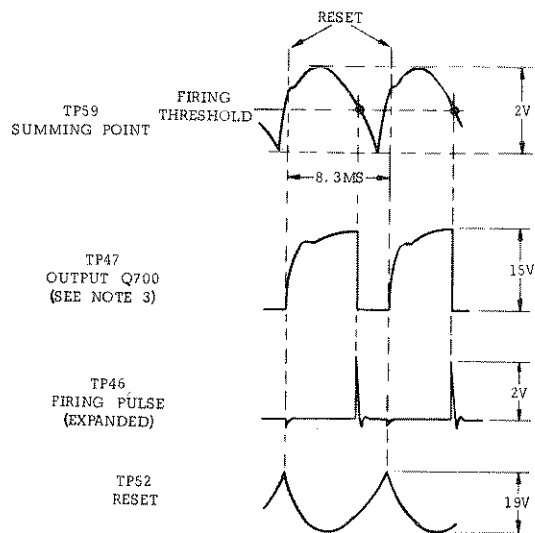 RESET
TP59
SUMMING POINT
FIRING
THRESHOLD
2V
8.3MS
TP47
OUTPUT Q700
(SEE NOTE 3)
15V
TP46
FIRING PULSE
(EXPANDED)
2V
TP52
RESET
19V